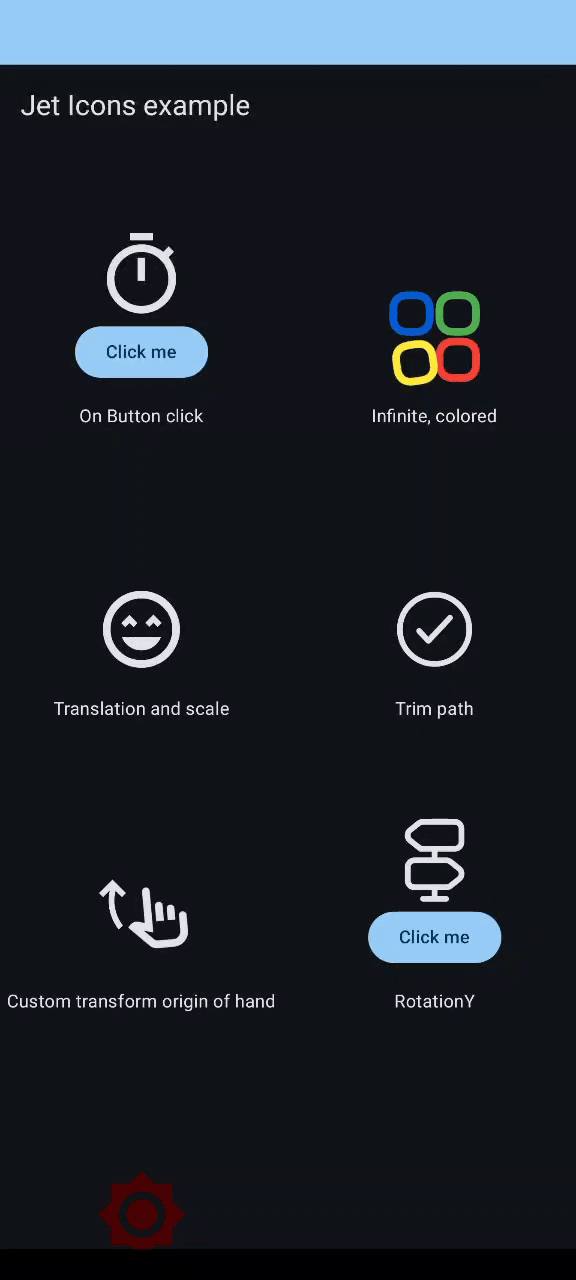 Jet Icons example
Click me
On Button click
Infinite, colored
Translation and scale
Trim path
Custom transform origin of hand
Click me
RotationY